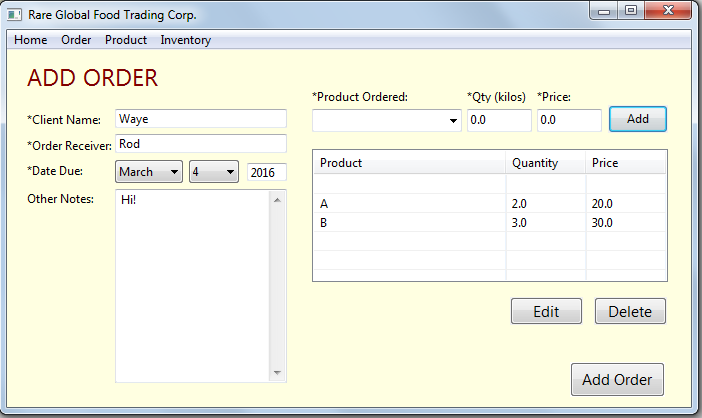 Rare Global Food Trading Corp.
Home Order Product Inventory
ADD ORDER
*Client Name: Waye
*Order Receiver: Rod
*Date Due: March 4 2016
Other Notes: Hi!
*Product Ordered: *Qty (kilos) *Price:
0.0 0.0 Add
Product Quantity Price
A 2.0 20.0
B 3.0 30.0
Edit Delete
Add Order